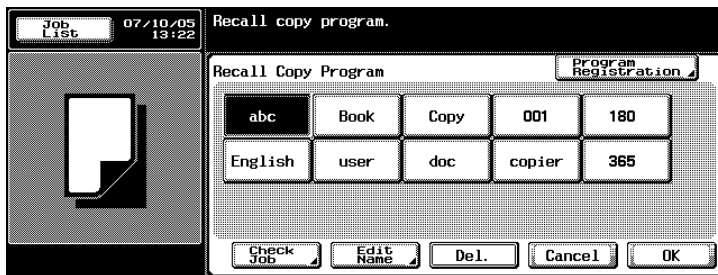 Job
List
07/10/05
13:22
Recall copy program.
Recall Copy Program
Program
Registration
abc Book Copy 001 180
English user doc copier 365
Check
Job
Edit
Name
Del.
Cancel
OK